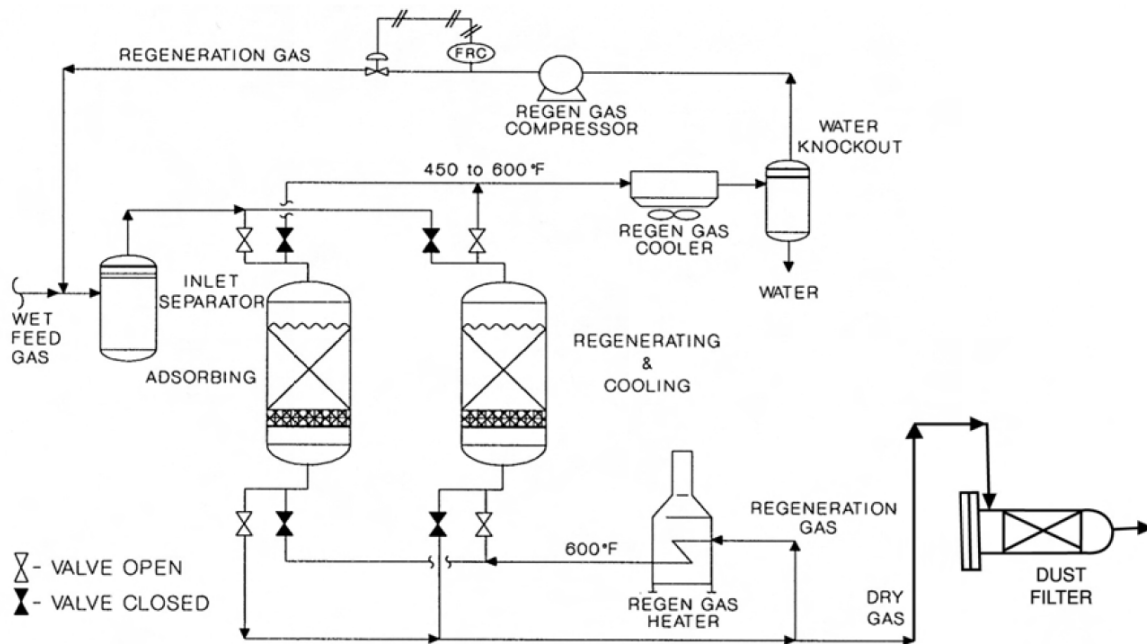 REGENERATION GAS
FRC
REGEN GAS
COMPRESSOR
WATER
KNOCKOUT
450 to 600°F
REGEN GAS
COOLER
WATER
INLET
SEPARATOR
WET
FEED
GAS
ADSORBING
REGENERATING
&
COOLING
REGENERATION
GAS
600°F
REGEN GAS
HEATER
DRY
GAS
DUST
FILTER
- VALVE OPEN
- VALVE CLOSED